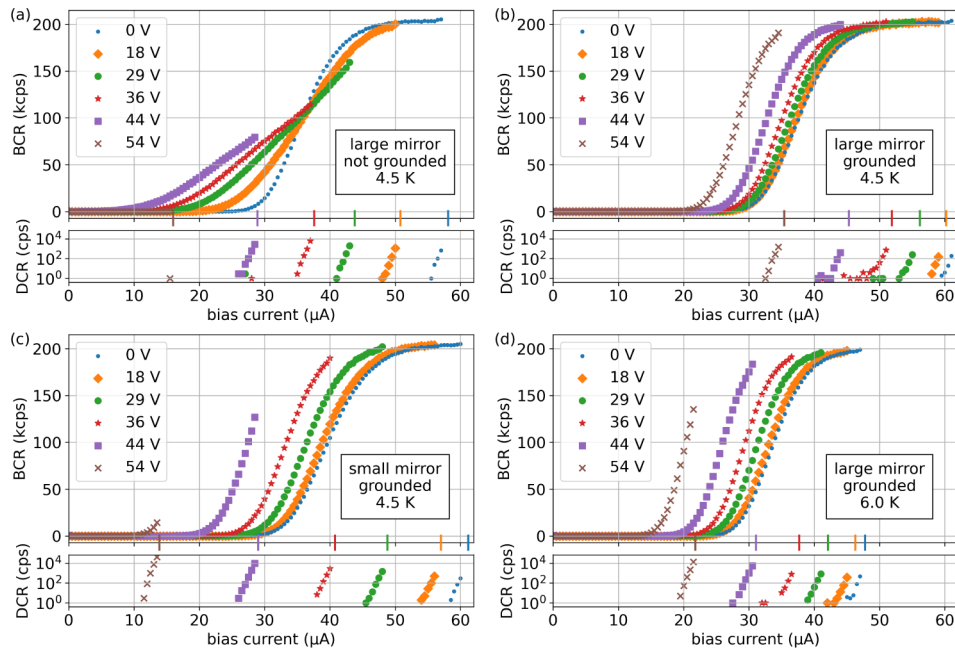 (a)
200
150
100
50
0
BCR (kcps)
0 V
18 V
29 V
36 V
44 V
54 V
large mirror
not grounded
4.5 K
DCR (cps)
10⁴
10²
10⁰
0 10 20 30 40 50 60
bias current (μA)
(b)
200
150
100
50
0
BCR (kcps)
0 V
18 V
29 V
36 V
44 V
54 V
large mirror
grounded
4.5 K
DCR (cps)
10⁴
10²
10⁰
0 10 20 30 40 50 60
bias current (μA)
(c)
200
150
100
50
0
BCR (kcps)
0 V
18 V
29 V
36 V
44 V
54 V
small mirror
grounded
4.5 K
DCR (cps)
10⁴
10²
10⁰
0 10 20 30 40 50 60
bias current (μA)
(d)
200
150
100
50
0
BCR (kcps)
0 V
18 V
29 V
36 V
44 V
54 V
large mirror
grounded
6.0 K
DCR (cps)
10⁴
10²
10⁰
0 10 20 30 40 50 60
bias current (μA)